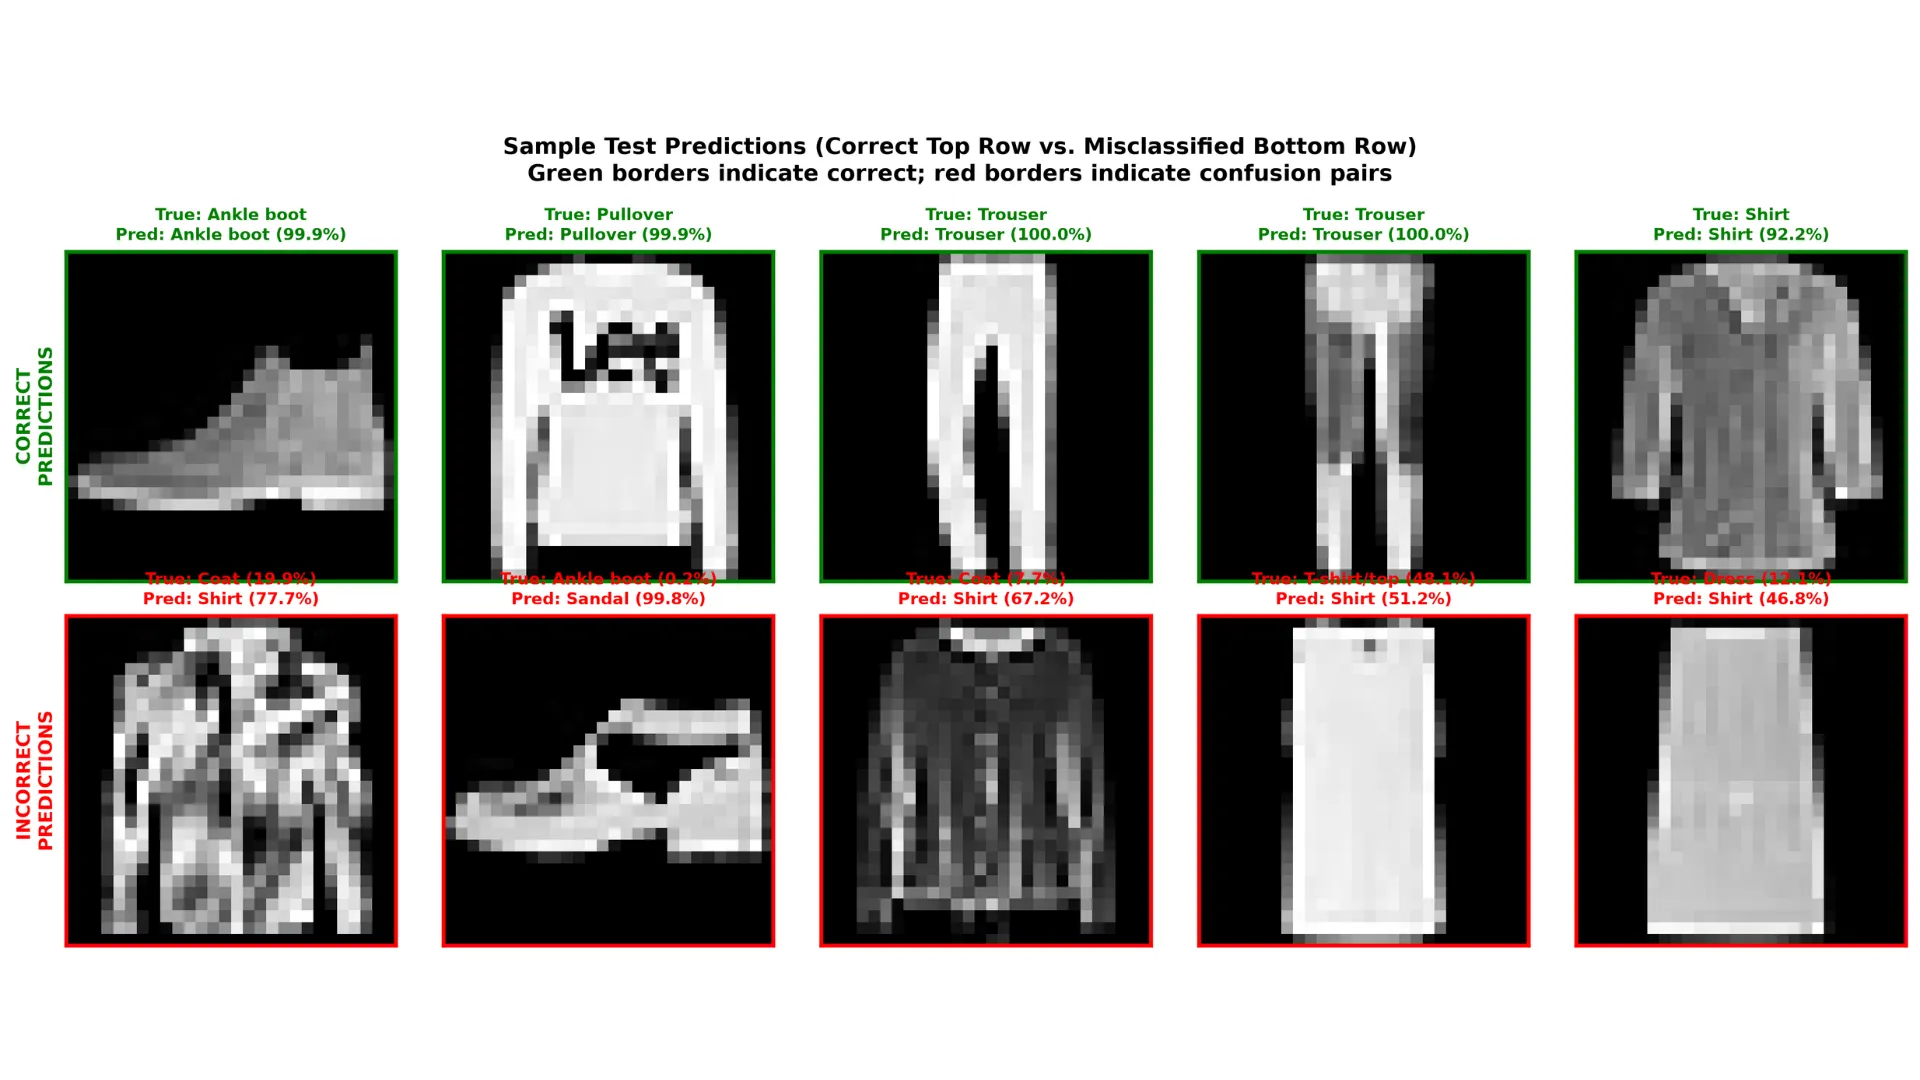 Sample Test Predictions (Correct Top Row vs. Misclassified Bottom Row)
Green borders indicate correct; red borders indicate confusion pairs
True: Ankle boot
Pred: Ankle boot (99.9%)
True: Pullover
Pred: Pullover (99.9%)
True: Trouser
Pred: Trouser (100.0%)
True: Trouser
Pred: Trouser (100.0%)
True: Shirt
Pred: Shirt (92.2%)
CORRECT
PREDICTIONS
True: Coat (19.9%)
Pred: Shirt (77.7%)
True: Ankle boot (0.2%)
Pred: Sandal (99.8%)
True: Coat (7.7%)
Pred: Shirt (67.2%)
True: T-shirt/top (48.1%)
Pred: Shirt (51.2%)
True: Dress (12.1%)
Pred: Shirt (46.8%)
INCORRECT
PREDICTIONS